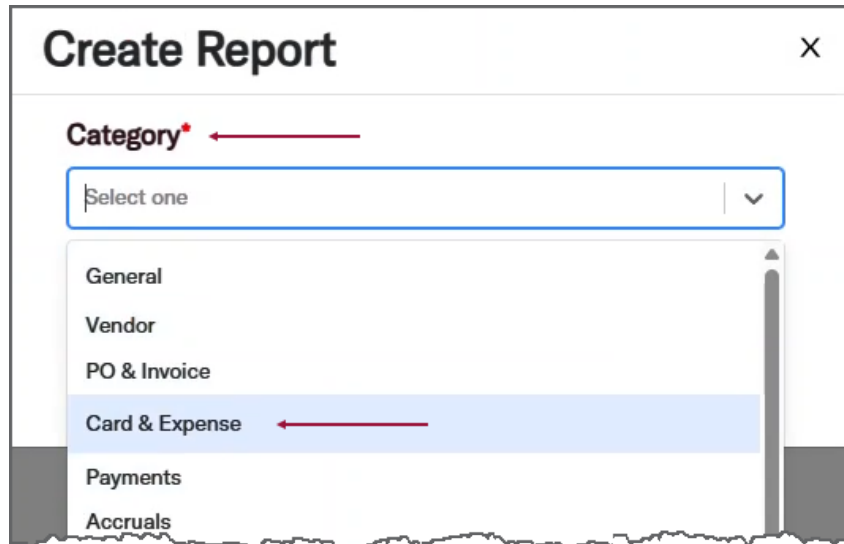 Create Report
Category*
Select one
General
Vendor
PO & Invoice
Card & Expense
Payments
Accruals